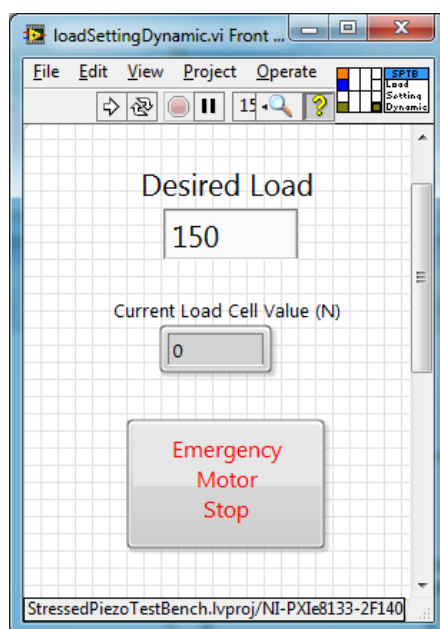 loadSettingDynamic.vi Front ...
File Edit View Project Operate
SPTB
Load
Setting
Dynamic
15
Desired Load
150
Current Load Cell Value (N)
0
Emergency
Motor
Stop
StressedPiezoTestBench.lvproj/NI-PXIe8133-2F140